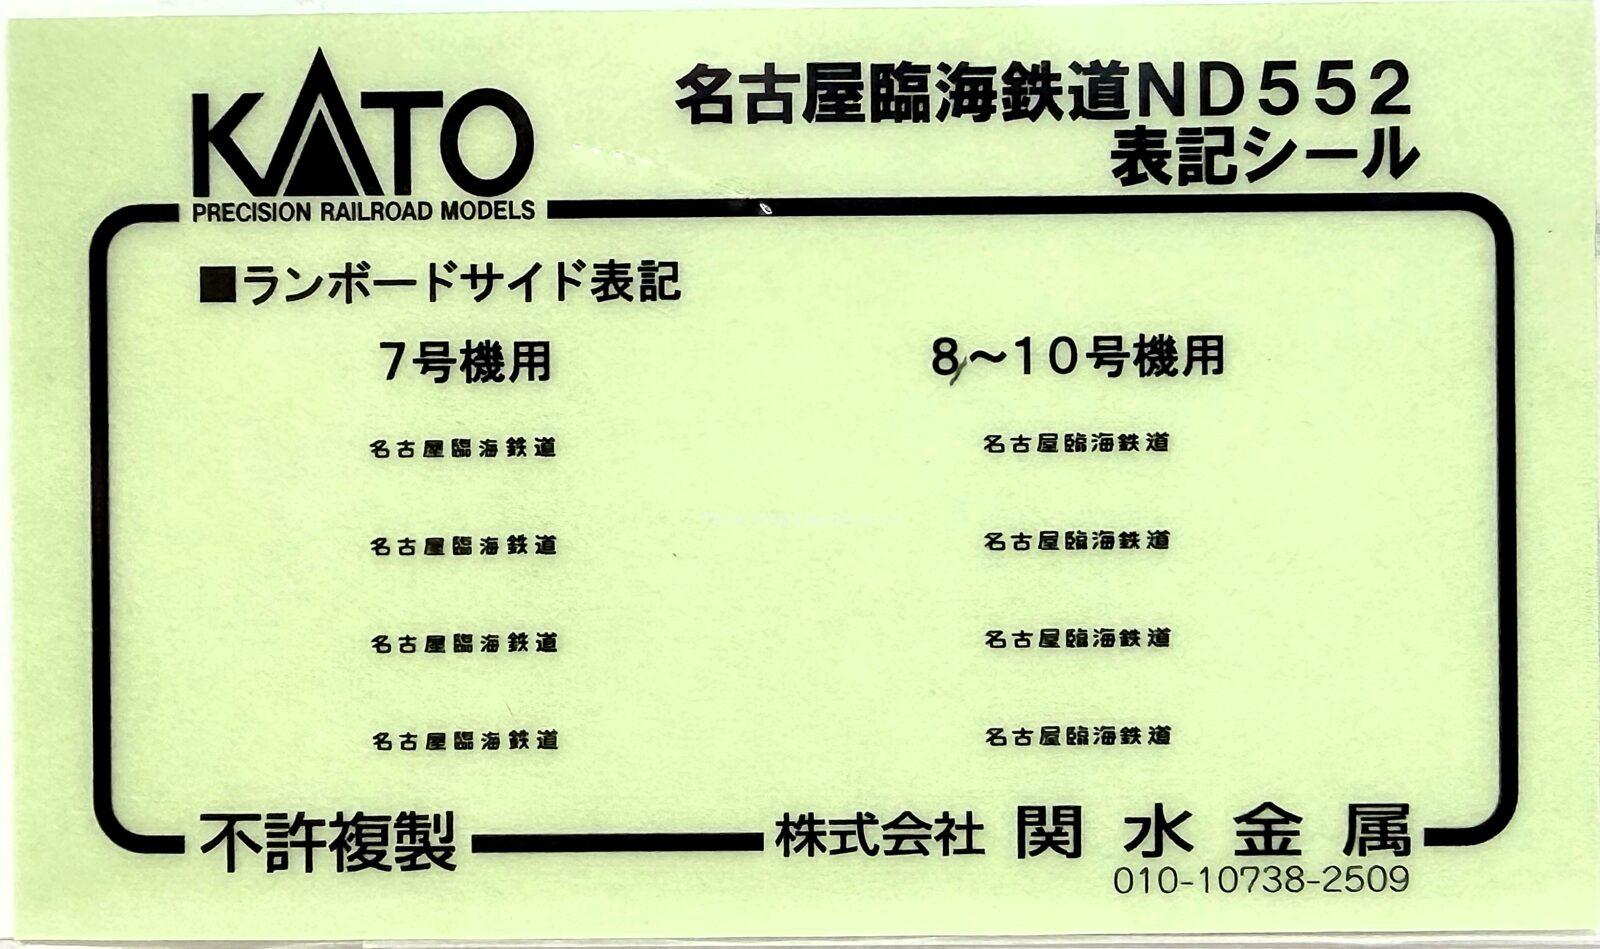 KATO
PRECISION RAILROAD MODELS
名古屋臨海鉄道ND552
表記シール
■ランボードサイド表記
7号機用
8～10号機用
名古屋臨海鉄道
名古屋臨海鉄道
名古屋臨海鉄道
名古屋臨海鉄道
名古屋臨海鉄道
名古屋臨海鉄道
名古屋臨海鉄道
名古屋臨海鉄道
不許複製
株式会社 関水金属
010-10738-2509